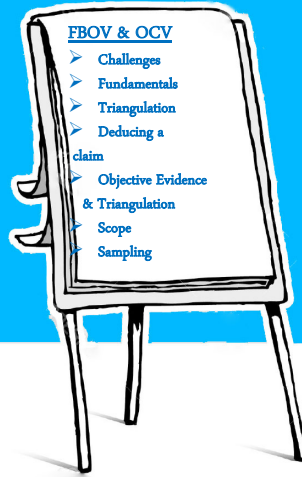 FBOV & OCV
➢ Challenges
➢ Fundamentals
➢ Triangulation
➢ Deducing a
claim
➢ Objective Evidence
& Triangulation
➢ Scope
➢ Sampling